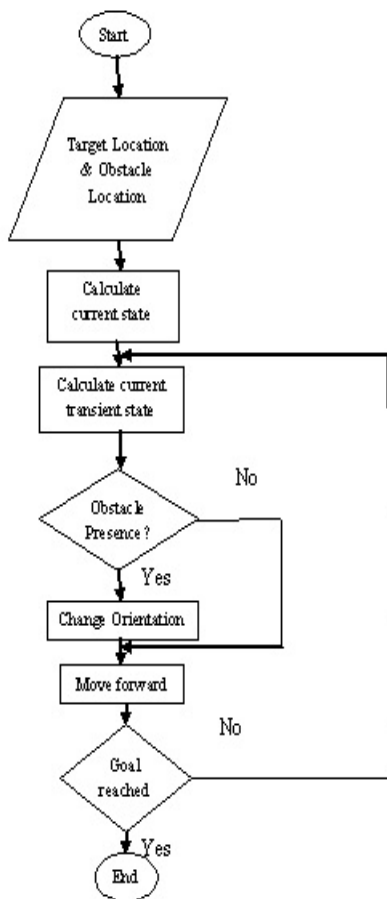 Start
Target Location
& Obstacle
Location
Calculate
current state
Calculate current
transient state
No
Obstacle
Presence?
Yes
Change Orientation
Move forward
No
Goal
reached
Yes
End